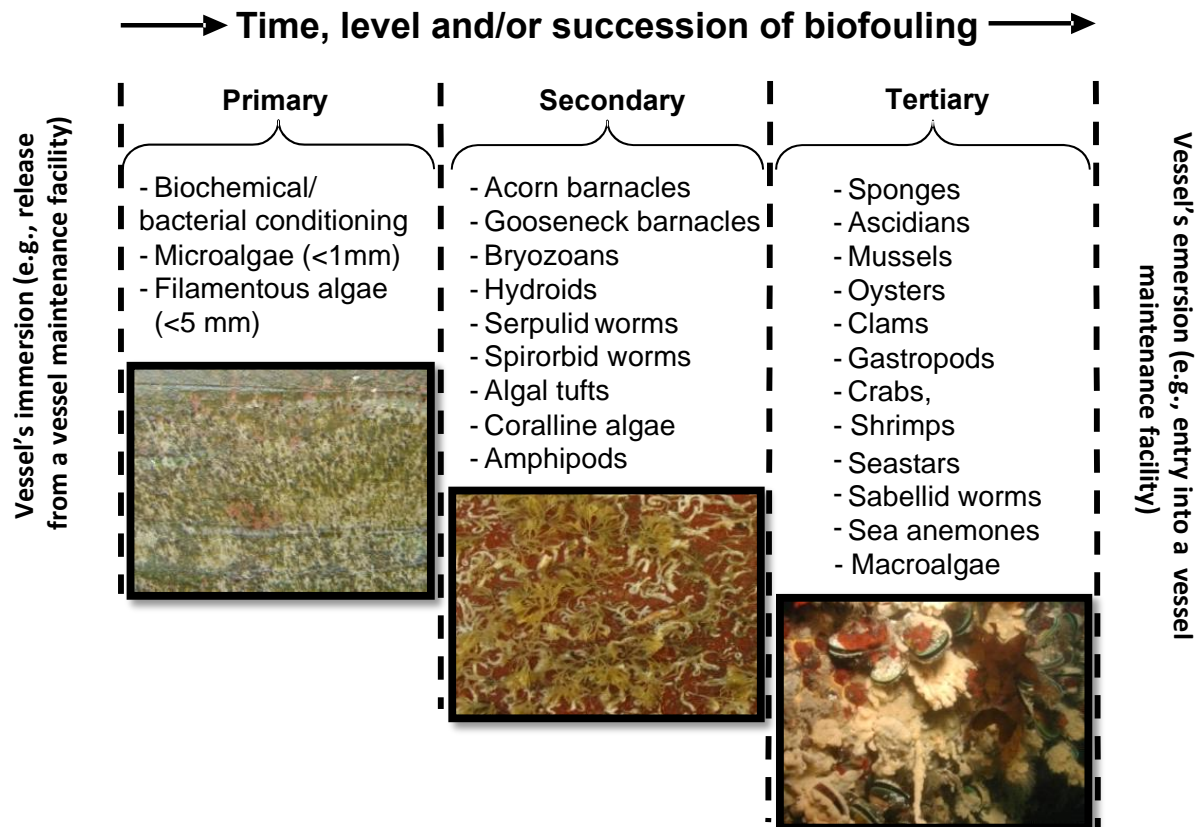 Time, level and/or succession of biofouling
Vessel's immersion (e.g., release
from a vessel maintenance facility)
Primary
- Biochemical/
bacterial conditioning
- Microalgae (<1mm)
- Filamentous algae
(<5 mm)
Secondary
- Acorn barnacles
- Gooseneck barnacles
- Bryozoans
- Hydroids
- Serpulid worms
- Spirorbid worms
- Algal tufts
- Coralline algae
- Amphipods
Tertiary
- Sponges
- Ascidians
- Mussels
- Oysters
- Clams
- Gastropods
- Crabs,
- Shrimps
- Seastars
- Sabellid worms
- Sea anemones
- Macroalgae
Vessel's emersion (e.g., entry into a vessel
maintenance facility)